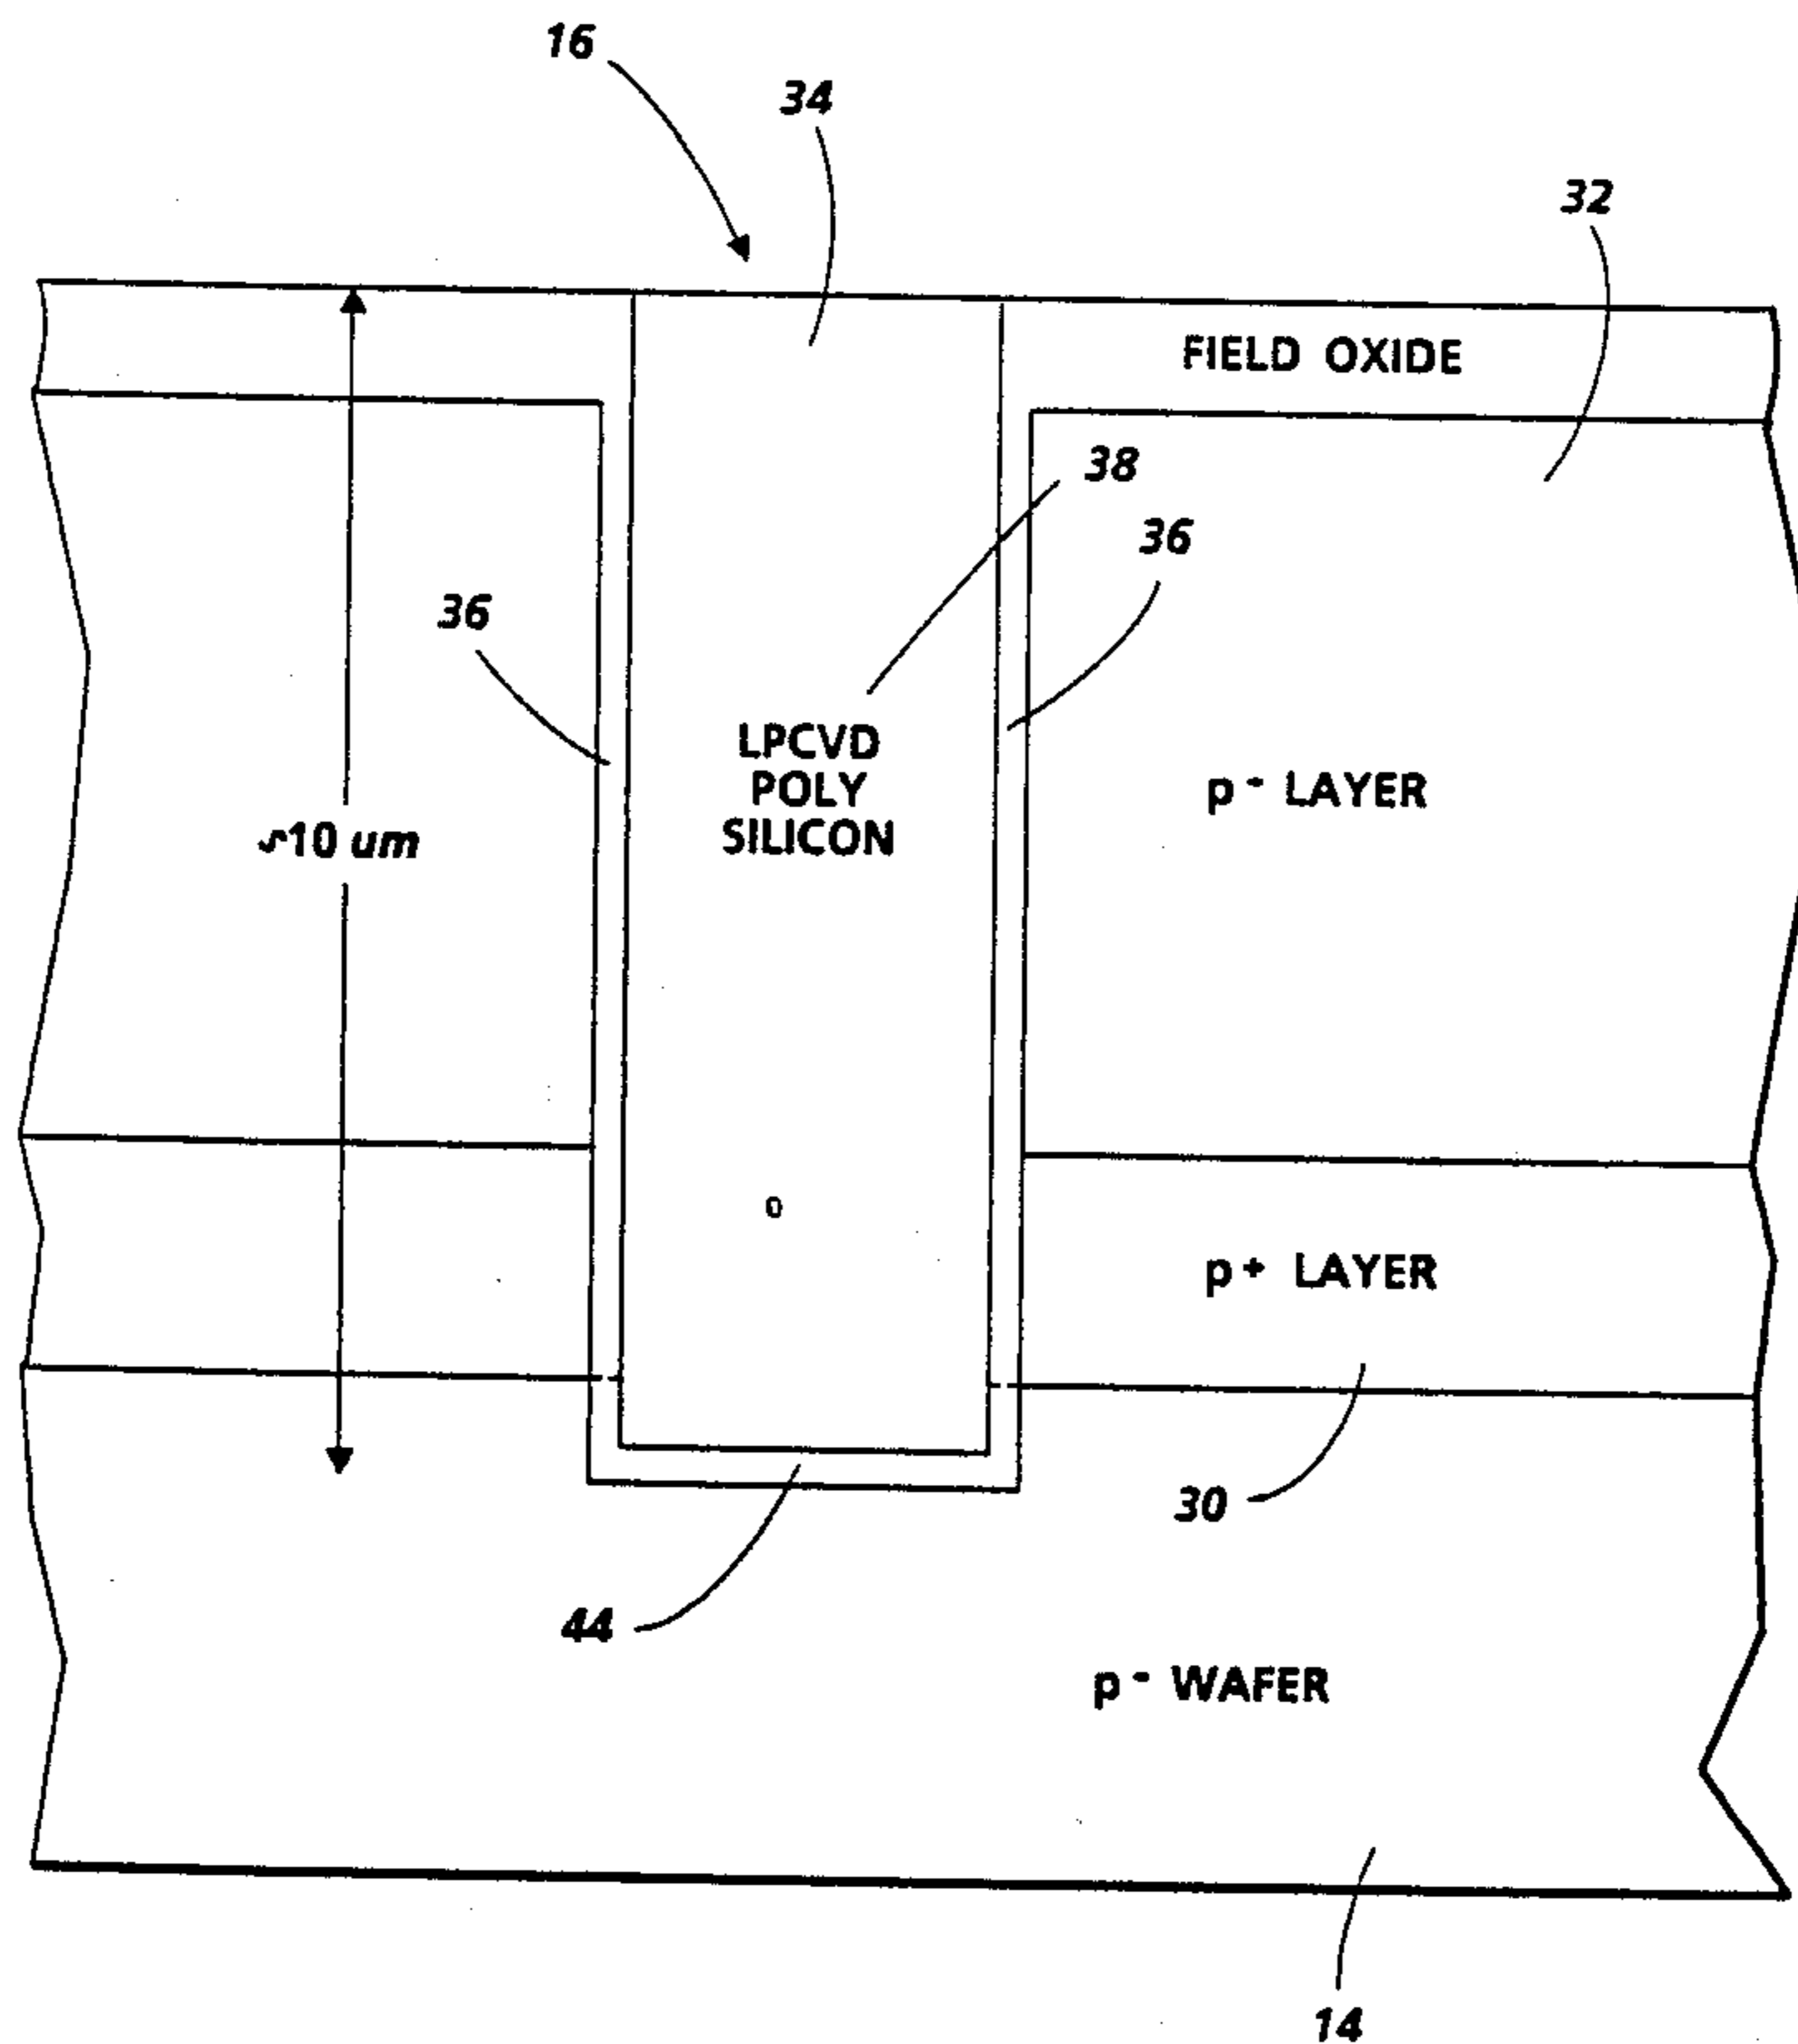 16
34
32
FIELD OXIDE
38
36
36
LPCVD
POLY
SILICON
p - LAYER
~10 um
o
p + LAYER
30
44
p - WAFER
14